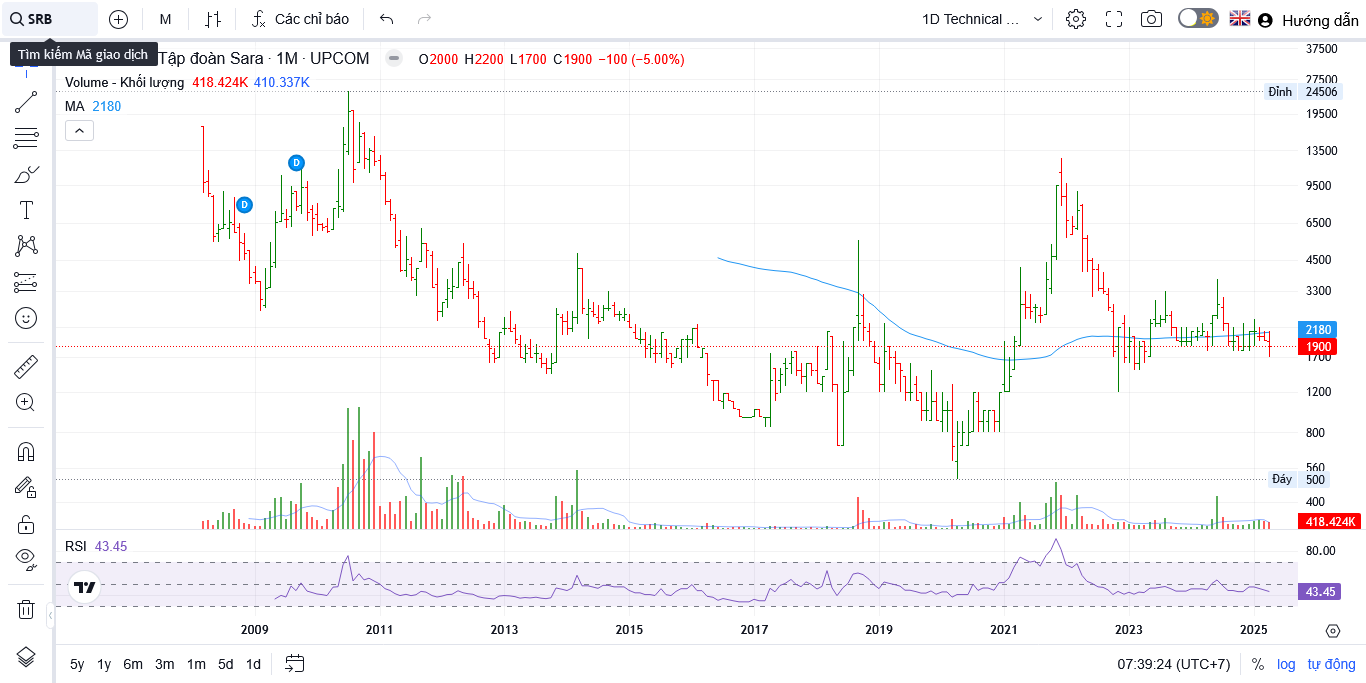 SRB
M
Các chỉ báo
1D Technical ...
Hướng dẫn
Tìm kiếm Mã giao dịch
Tập đoàn Sara · 1M · UPCOM
O2000 H2200 L1700 C1900 −100 (−5.00%)
Volume - Khối lượng 418.424K 410.337K
MA 2180
D
D
37500
27500
Đỉnh 24506
19500
13500
9500
6500
4500
3300
2180
1900
1700
1200
800
560
Đáy 500
400
418.424K
RSI 43.45
80.00
43.45
2009 2011 2013 2015 2017 2019 2021 2023 2025
5y 1y 6m 3m 1m 5d 1d
07:39:24 (UTC+7) % log tự động